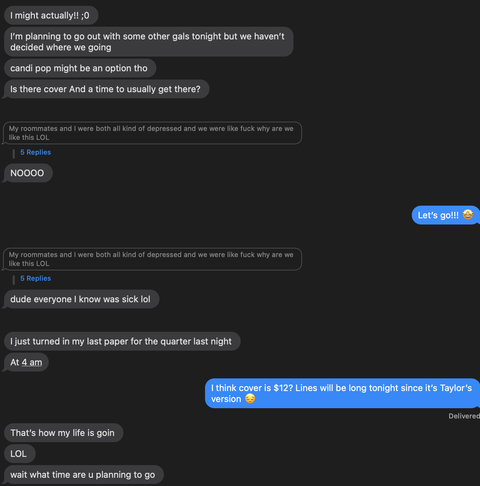 I might actually!! ;0
I'm planning to go out with some other gals tonight but we haven't
decided where we going
candi pop might be an option tho
Is there cover And a time to usually get there?
My roommates and I were both all kind of depressed and we were like fuck why are we
like this LOL
5 Replies
NOOOO
Let's go!!! 🤩
My roommates and I were both all kind of depressed and we were like fuck why are we
like this LOL
5 Replies
dude everyone I know was sick lol
I just turned in my last paper for the quarter last night
At 4 am
I think cover is $12? Lines will be long tonight since it's Taylor's
version 😔
Delivered
That's how my life is goin
LOL
wait what time are u planning to go